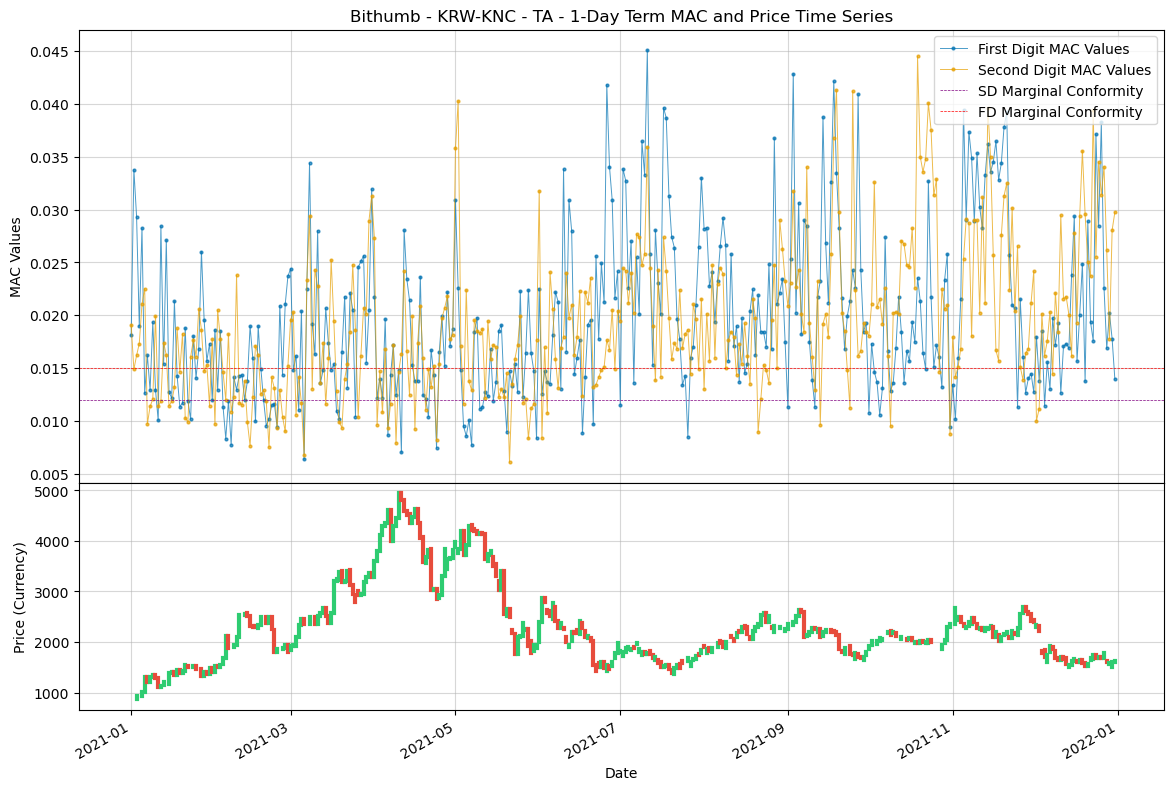 Bithumb - KRW-KNC - TA - 1-Day Term MAC and Price Time Series
First Digit MAC Values
Second Digit MAC Values
SD Marginal Conformity
FD Marginal Conformity
MAC Values
0.045
0.040
0.035
0.030
0.025
0.020
0.015
0.010
0.005
Price (Currency)
5000
4000
3000
2000
1000
2021-01
2021-03
2021-05
2021-07
2021-09
2021-11
2022-01
Date